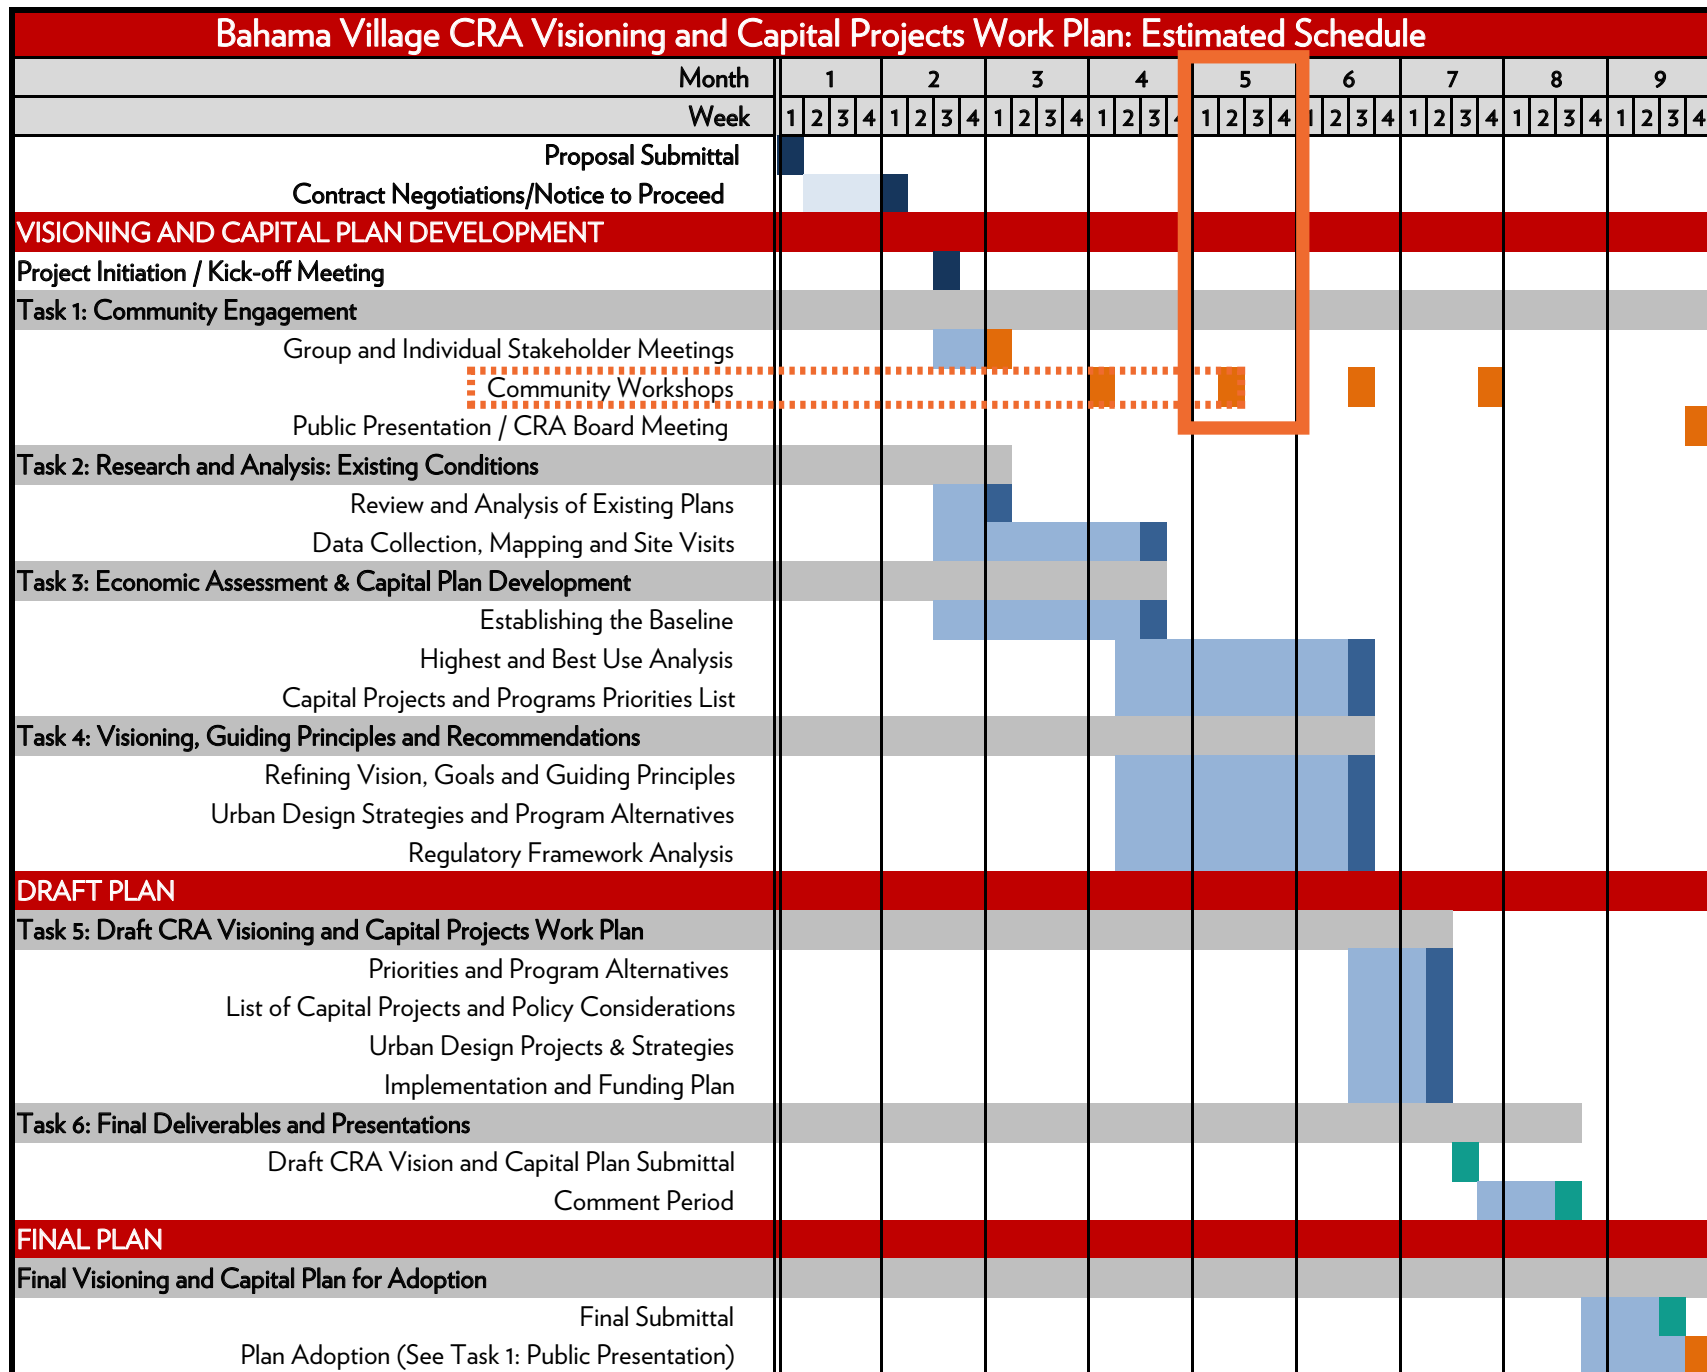 Bahama Village CRA Visioning and Capital Projects Work Plan: Estimated Schedule
Month 1 2 3 4 5 6 7 8 9
Week 1 2 3 4 1 2 3 4 1 2 3 4 1 2 3 4 1 2 3 4 1 2 3 4 1 2 3 4 1 2 3 4 1 2 3 4
Proposal Submittal
Contract Negotiations/Notice to Proceed
VISIONING AND CAPITAL PLAN DEVELOPMENT
Project Initiation / Kick-off Meeting
Task 1: Community Engagement
Group and Individual Stakeholder Meetings
Community Workshops
Public Presentation / CRA Board Meeting
Task 2: Research and Analysis: Existing Conditions
Review and Analysis of Existing Plans
Data Collection, Mapping and Site Visits
Task 3: Economic Assessment & Capital Plan Development
Establishing the Baseline
Highest and Best Use Analysis
Capital Projects and Programs Priorities List
Task 4: Visioning, Guiding Principles and Recommendations
Refining Vision, Goals and Guiding Principles
Urban Design Strategies and Program Alternatives
Regulatory Framework Analysis
DRAFT PLAN
Task 5: Draft CRA Visioning and Capital Projects Work Plan
Priorities and Program Alternatives
List of Capital Projects and Policy Considerations
Urban Design Projects & Strategies
Implementation and Funding Plan
Task 6: Final Deliverables and Presentations
Draft CRA Vision and Capital Plan Submittal
Comment Period
FINAL PLAN
Final Visioning and Capital Plan for Adoption
Final Submittal
Plan Adoption (See Task 1: Public Presentation)